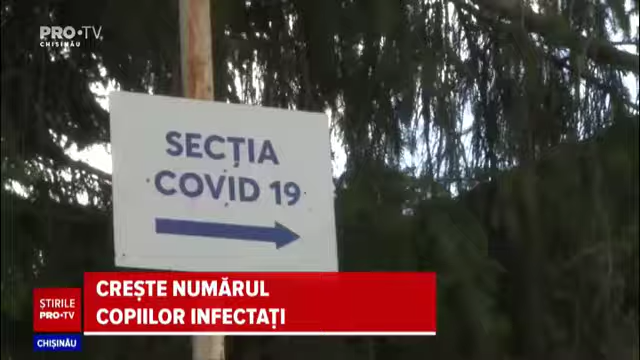 PRO•TV
CHIȘINĂU
SECȚIA
COVID 19
CREȘTE NUMĂRUL
COPIILOR INFECTAȚI
ȘTIRILE
PRO•TV
CHIȘINĂU